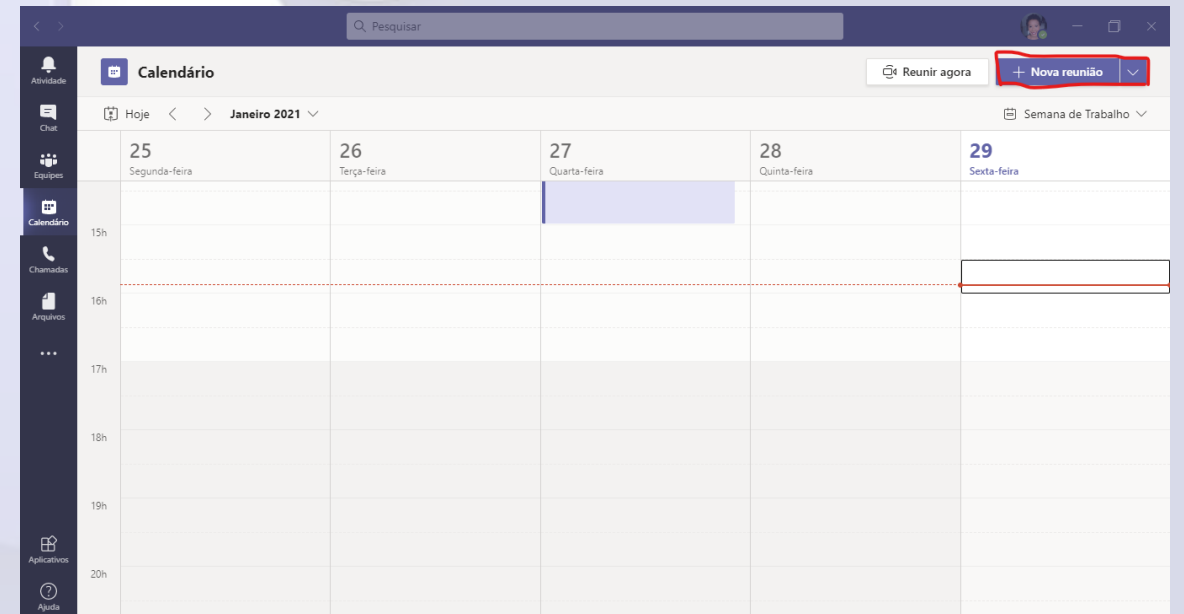 Pesquisar
Atividade
Chat
Equipes
Calendário
Chamadas
Arquivos
Aplicativos
Ajuda
Calendário
Reunir agora
+ Nova reunião
Hoje
Janeiro 2021
Semana de Trabalho
25
Segunda-feira
26
Terça-feira
27
Quarta-feira
28
Quinta-feira
29
Sexta-feira
15h
16h
17h
18h
19h
20h